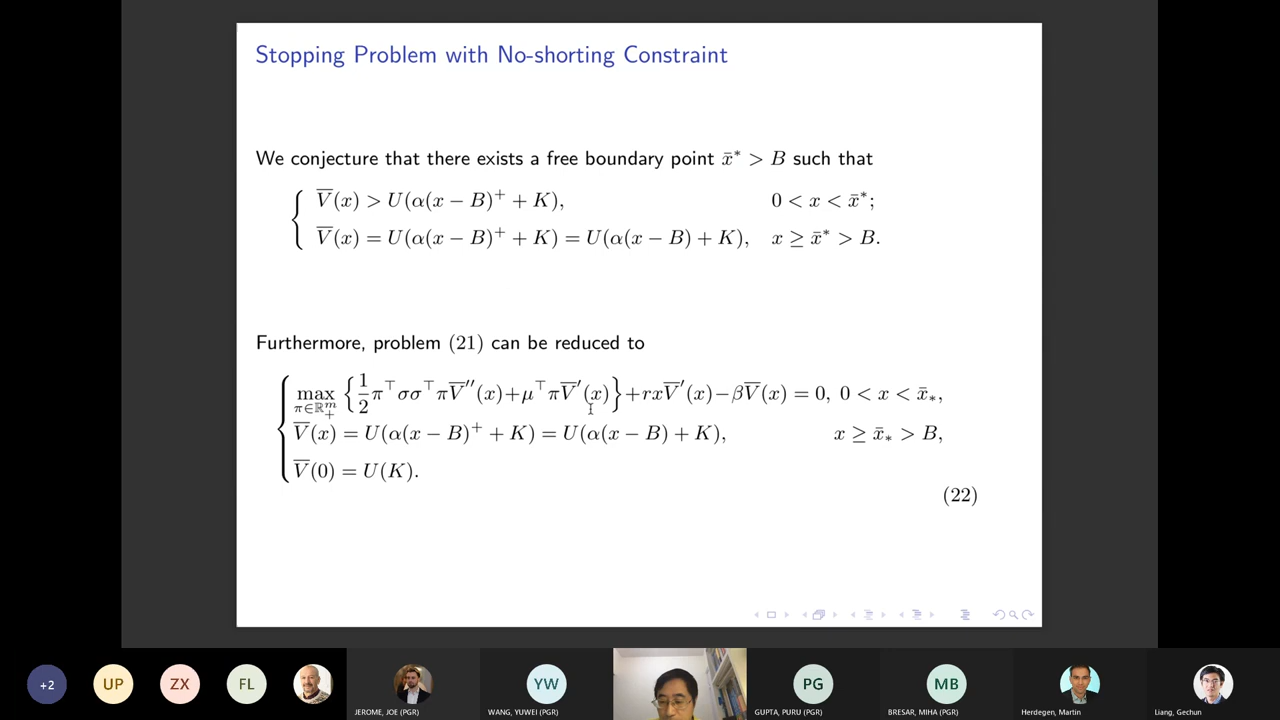 Stopping Problem with No-shorting Constraint
We conjecture that there exists a free boundary point x̄* > B such that
V̅(x) > U(α(x − B)⁺ + K), 0 < x < x̄*;
V̅(x) = U(α(x − B)⁺ + K) = U(α(x − B) + K), x ≥ x̄* > B.
Furthermore, problem (21) can be reduced to
max_{π∈ℝ₊ᵐ} {1/2 π⊤σσ⊤πV̅″(x)+μ⊤πV̅′(x)}+rxV̅′(x)−βV̅(x) = 0, 0 < x < x̄⁎,
V̅(x) = U(α(x − B)⁺ + K) = U(α(x − B) + K), x ≥ x̄⁎ > B,
V̅(0) = U(K).
(22)
+2 UP ZX FL YW PG MB
JEROME, JOE (PGR) WANG, YUWEI (PGR) GUPTA, PURU (PGR) BRESAR, MIHA (PGR) Herdegen, Martin Liang, Gechun